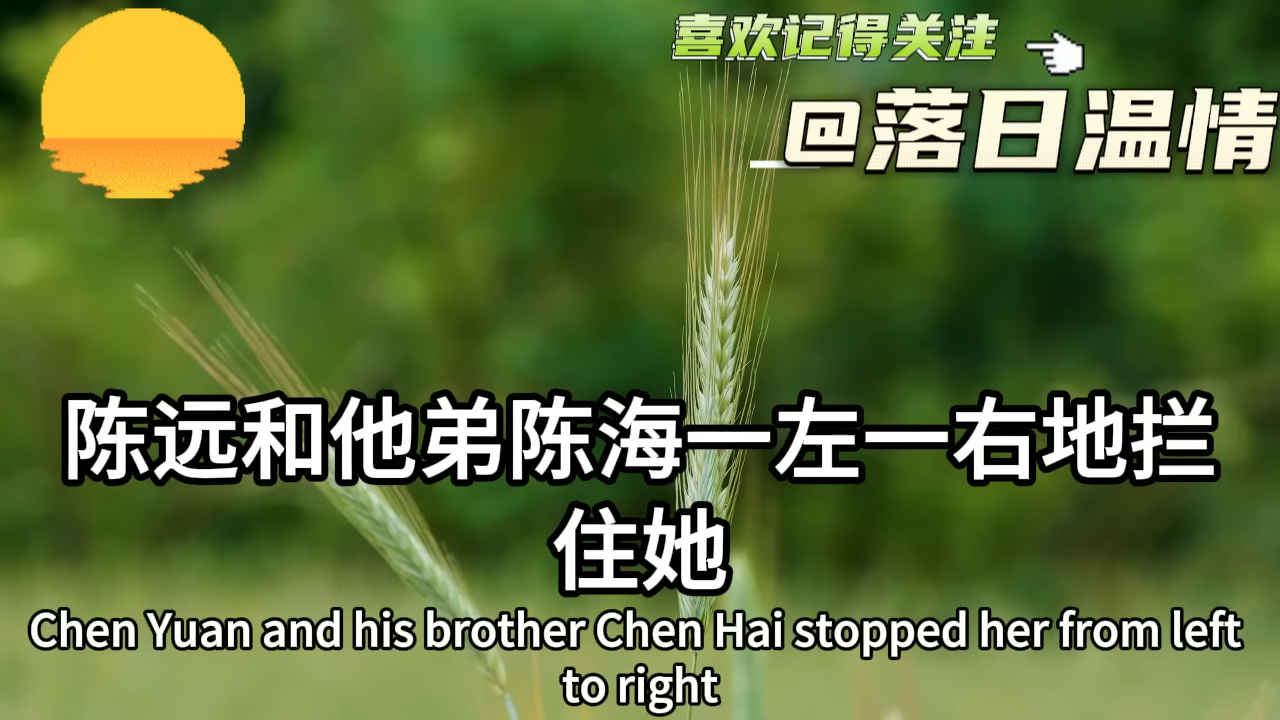 喜欢记得关注
@落日温情
陈远和他弟陈海一左一右地拦
住她
Chen Yuan and his brother Chen Hai stopped her from left
to right